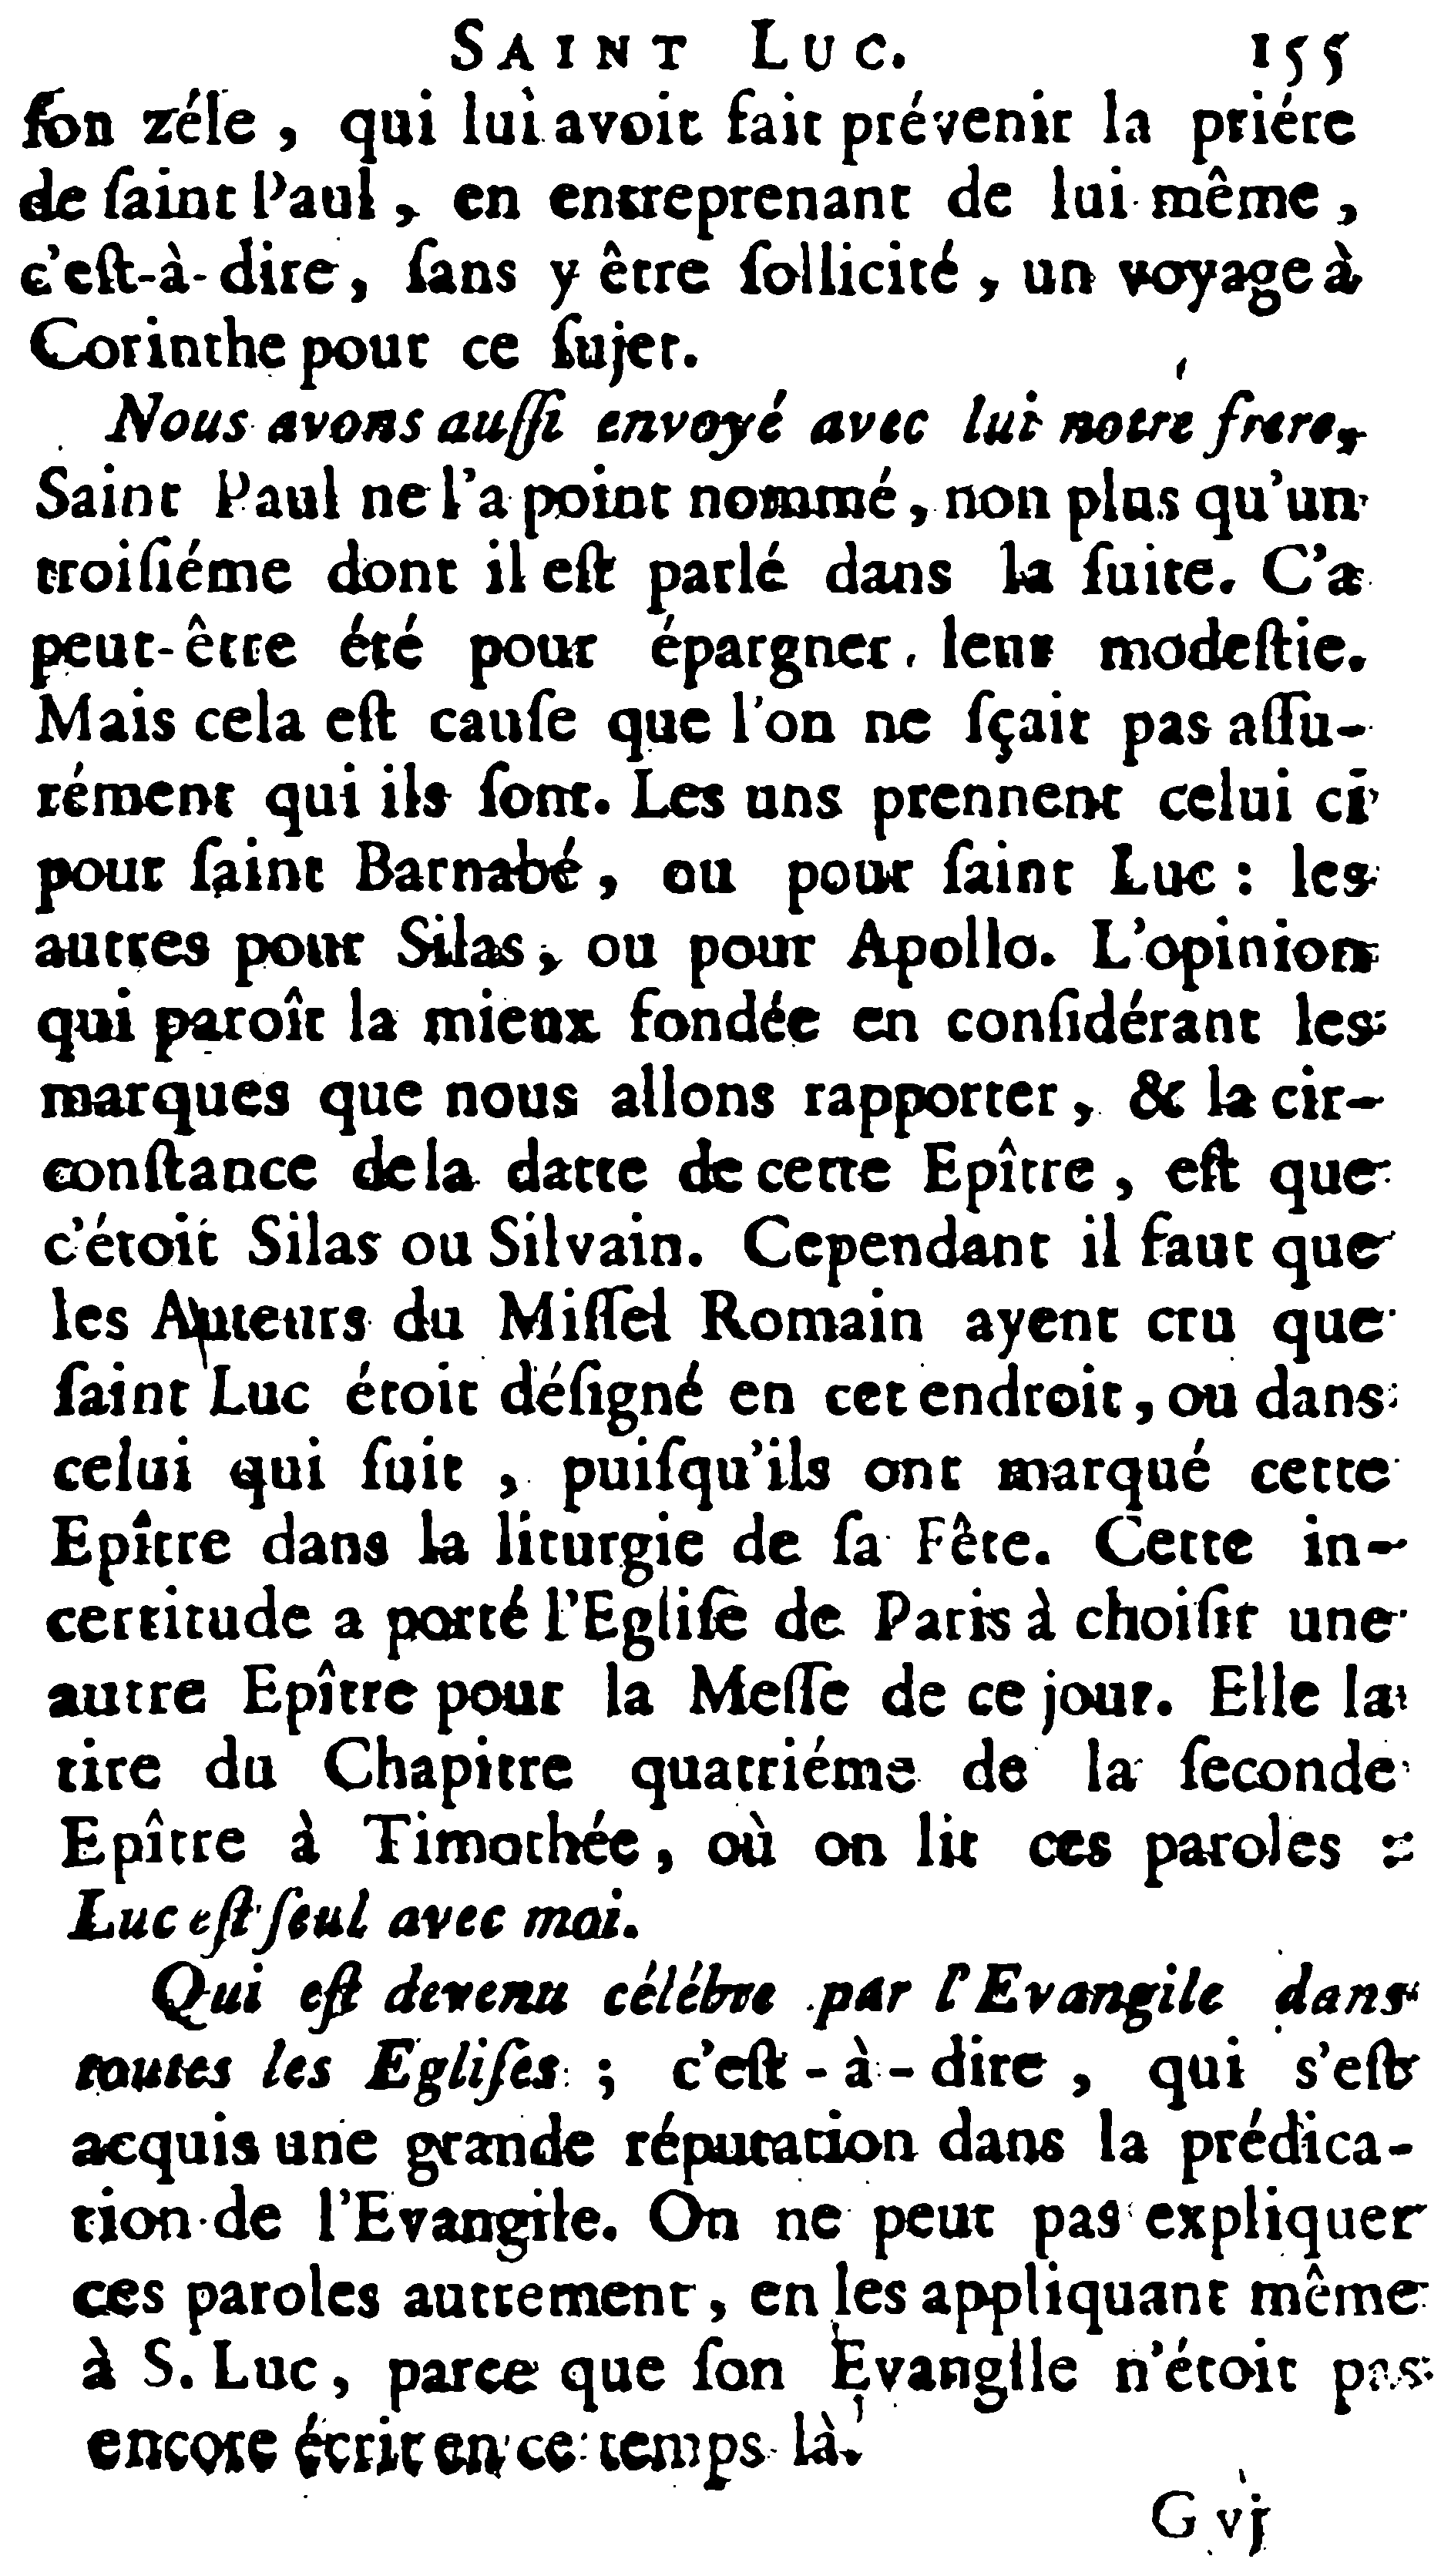 SAINT LUC. 155
ſon zéle, qui lui avoit fait prévenir la priére
de ſaint Paul, en entreprenant de lui même,
c'eſt-à-dire, ſans y être ſollicité, un voyage à
Corinthe pour ce ſujet.
Nous avons auſſi envoyé avec lui notre frere,
Saint Paul ne l'a point nommé, non plus qu'un
troiſiéme dont il eſt parlé dans la ſuite. C'a
peut-être été pour épargner leur modeſtie.
Mais cela eſt cauſe que l'on ne ſçait pas aſſu-
rément qui ils ſont. Les uns prennent celui ci
pour ſaint Barnabé, ou pour ſaint Luc : les
autres pour Silas, ou pour Apollo. L'opinion
qui paroît la mieux fondée en conſidérant les
marques que nous allons rapporter, & la cir-
conſtance de la datte de cette Epître, eſt que
c'étoit Silas ou Silvain. Cependant il faut que
les Auteurs du Miſſel Romain ayent cru que
ſaint Luc étoit déſigné en cet endroit, ou dans
celui qui ſuit, puiſqu'ils ont marqué cette
Epître dans la liturgie de ſa Fête. Cette in-
certitude a porté l'Egliſe de Paris à choiſir une
autre Epître pour la Meſſe de ce jour. Elle la
tire du Chapitre quatriéme de la ſeconde
Epître à Timothée, où on lit ces paroles :
Luc eſt ſeul avec moi.
Qui eſt devenu célébre par l'Evangile dans
toutes les Egliſes ; c'eſt-à-dire, qui s'eſt
acquis une grande réputation dans la prédica-
tion de l'Evangile. On ne peut pas expliquer
ces paroles autrement, en les appliquant même
à S. Luc, parce que ſon Evangile n'étoit pas
encore écrit en ce temps là.
G vj